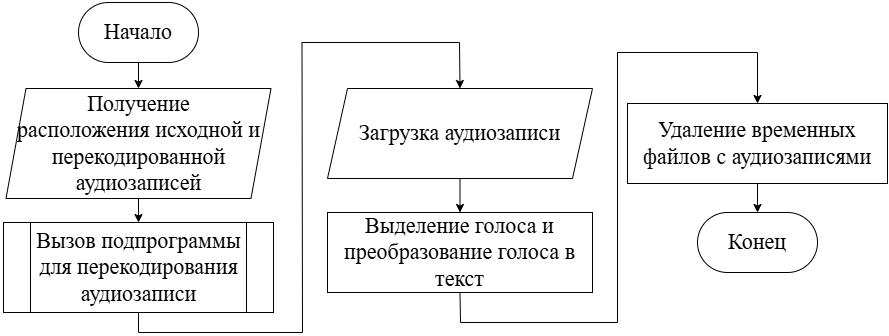 Начало
Получение
расположения исходной и
перекодированной
аудиозаписей
Вызов подпрограммы
для перекодирования
аудиозаписи
Загрузка аудиозаписи
Выделение голоса и
преобразование голоса в
текст
Удаление временных
файлов с аудиозаписями
Конец